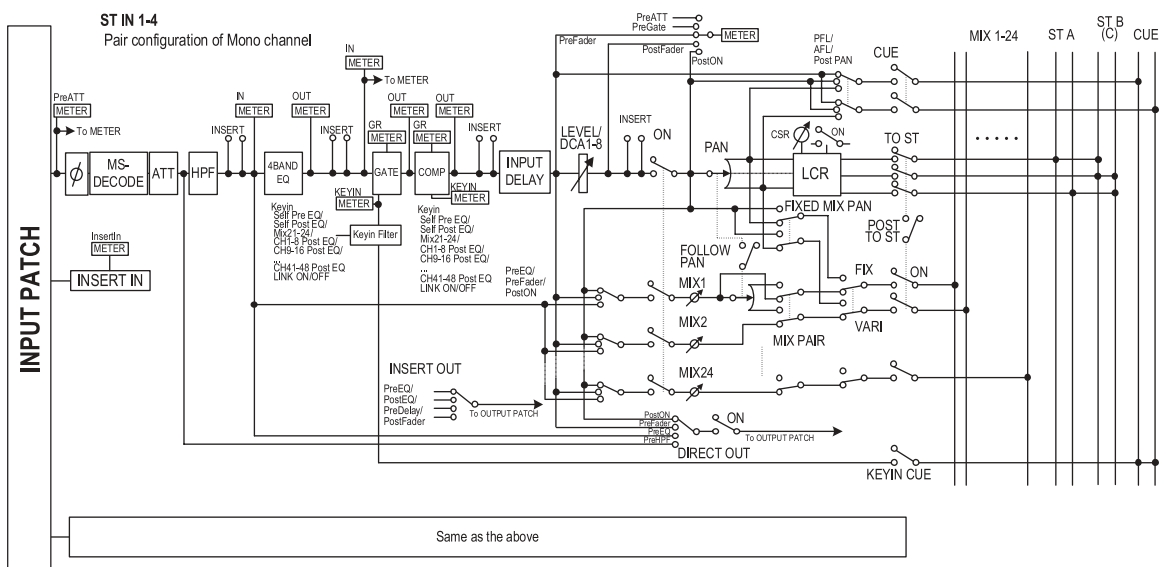 ST IN 1-4
Pair configuration of Mono channel
INPUT PATCH
PreATT
METER
To METER
ø
MS-
DECODE
ATT
HPF
INSERT
IN
METER
4BAND
EQ
OUT
METER
INSERT
IN
METER
To METER
GR
METER
GATE
OUT
METER
GR
METER
COMP
OUT
METER
INSERT
KEYIN
METER
KEYIN
METER
Keyin Filter
Keyin
Self Pre EQ/
Self Post EQ/
Mix21-24/
CH1-8 Post EQ/
CH9-16 Post EQ/
...
CH41-48 Post EQ
LINK ON/OFF
Keyin
Self Pre EQ/
Self Post EQ/
Mix21-24/
CH1-8 Post EQ/
CH9-16 Post EQ/
...
CH41-48 Post EQ
LINK ON/OFF
INPUT
DELAY
PreATT
PreGate
PreFader
METER
PostFader
PostON
LEVEL/
DCA1-8
INSERT
ON
PAN
PFL/
AFL/
Post PAN
CUE
CSR
ON
LCR
TO ST
MIX 1-24
ST A
ST B
(C)
CUE
.....
FIXED MIX PAN
POST
TO ST
FOLLOW
PAN
InsertIn
METER
INSERT IN
PreEQ/
PreFader/
PostON
MIX1
MIX2
MIX24
FIX
ON
VARI
MIX PAIR
INSERT OUT
PreEQ/
PostEQ/
PreDelay/
PostFader
To OUTPUT PATCH
PostON
PreFader
PreEQ
PreHPF
ON
To OUTPUT PATCH
DIRECT OUT
KEYIN CUE
Same as the above